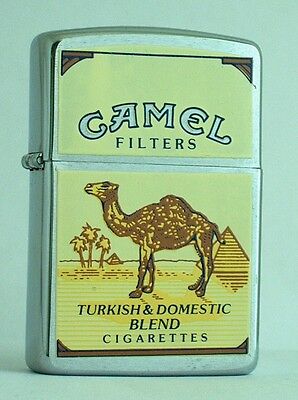 CAMEL
FILTERS
TURKISH & DOMESTIC
BLEND
CIGARETTES